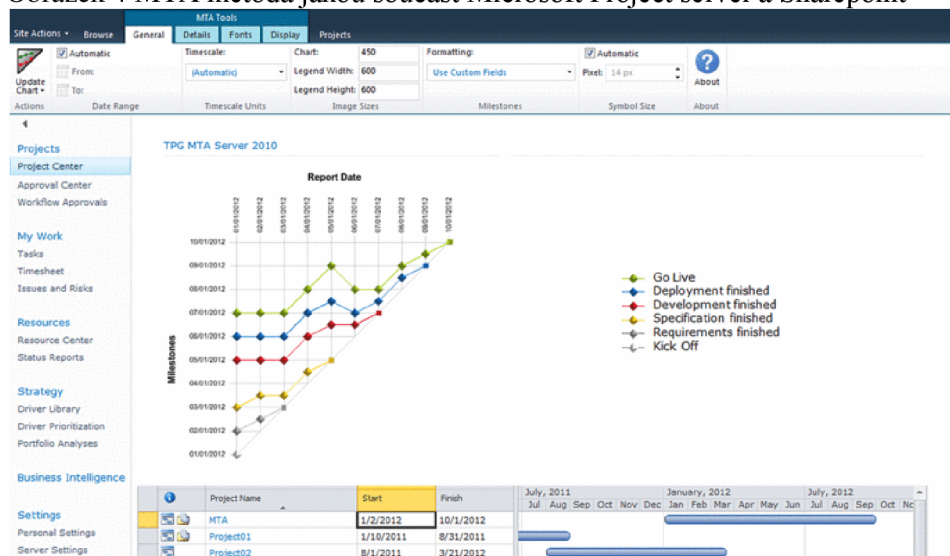 Obrázek 4 MTA metoda jakou součást Microsoft Project server a Sharepoint
MTA Tools
Site Actions Browse General Details Fonts Display Projects
Update Chart
Automatic
From:
To:
Timescale:
(Automatic)
Chart: 450
Legend Width: 600
Legend Height: 600
Formatting:
Use Custom Fields
Automatic
Pixel: 14 px
About
Actions Date Range Timescale Units Image Sizes Milestones Symbol Size About
Projects
Project Center
Approval Center
Workflow Approvals
My Work
Tasks
Timesheet
Issues and Risks
Resources
Resource Center
Status Reports
Strategy
Driver Library
Driver Prioritization
Portfolio Analyses
Business Intelligence
Settings
Personal Settings
Server Settings
TPG MTA Server 2010
Report Date
01/01/2012 02/01/2012 03/01/2012 04/01/2012 05/01/2012 06/01/2012 07/01/2012 08/01/2012 09/01/2012 10/01/2012
Milestones
10/01/2012
09/01/2012
08/01/2012
07/01/2012
06/01/2012
05/01/2012
04/01/2012
03/01/2012
02/01/2012
01/01/2012
Go Live
Deployment finished
Development finished
Specification finished
Requirements finished
Kick Off
Project Name Start Finish
July, 2011 January, 2012 July, 2012
Jul Aug Sep Oct Nov Dec Jan Feb Mar Apr May Jun Jul Aug Sep Oct
MTA 1/2/2012 10/1/2012
Project01 1/10/2011 8/31/2011
Project02 8/1/2011 3/21/2012